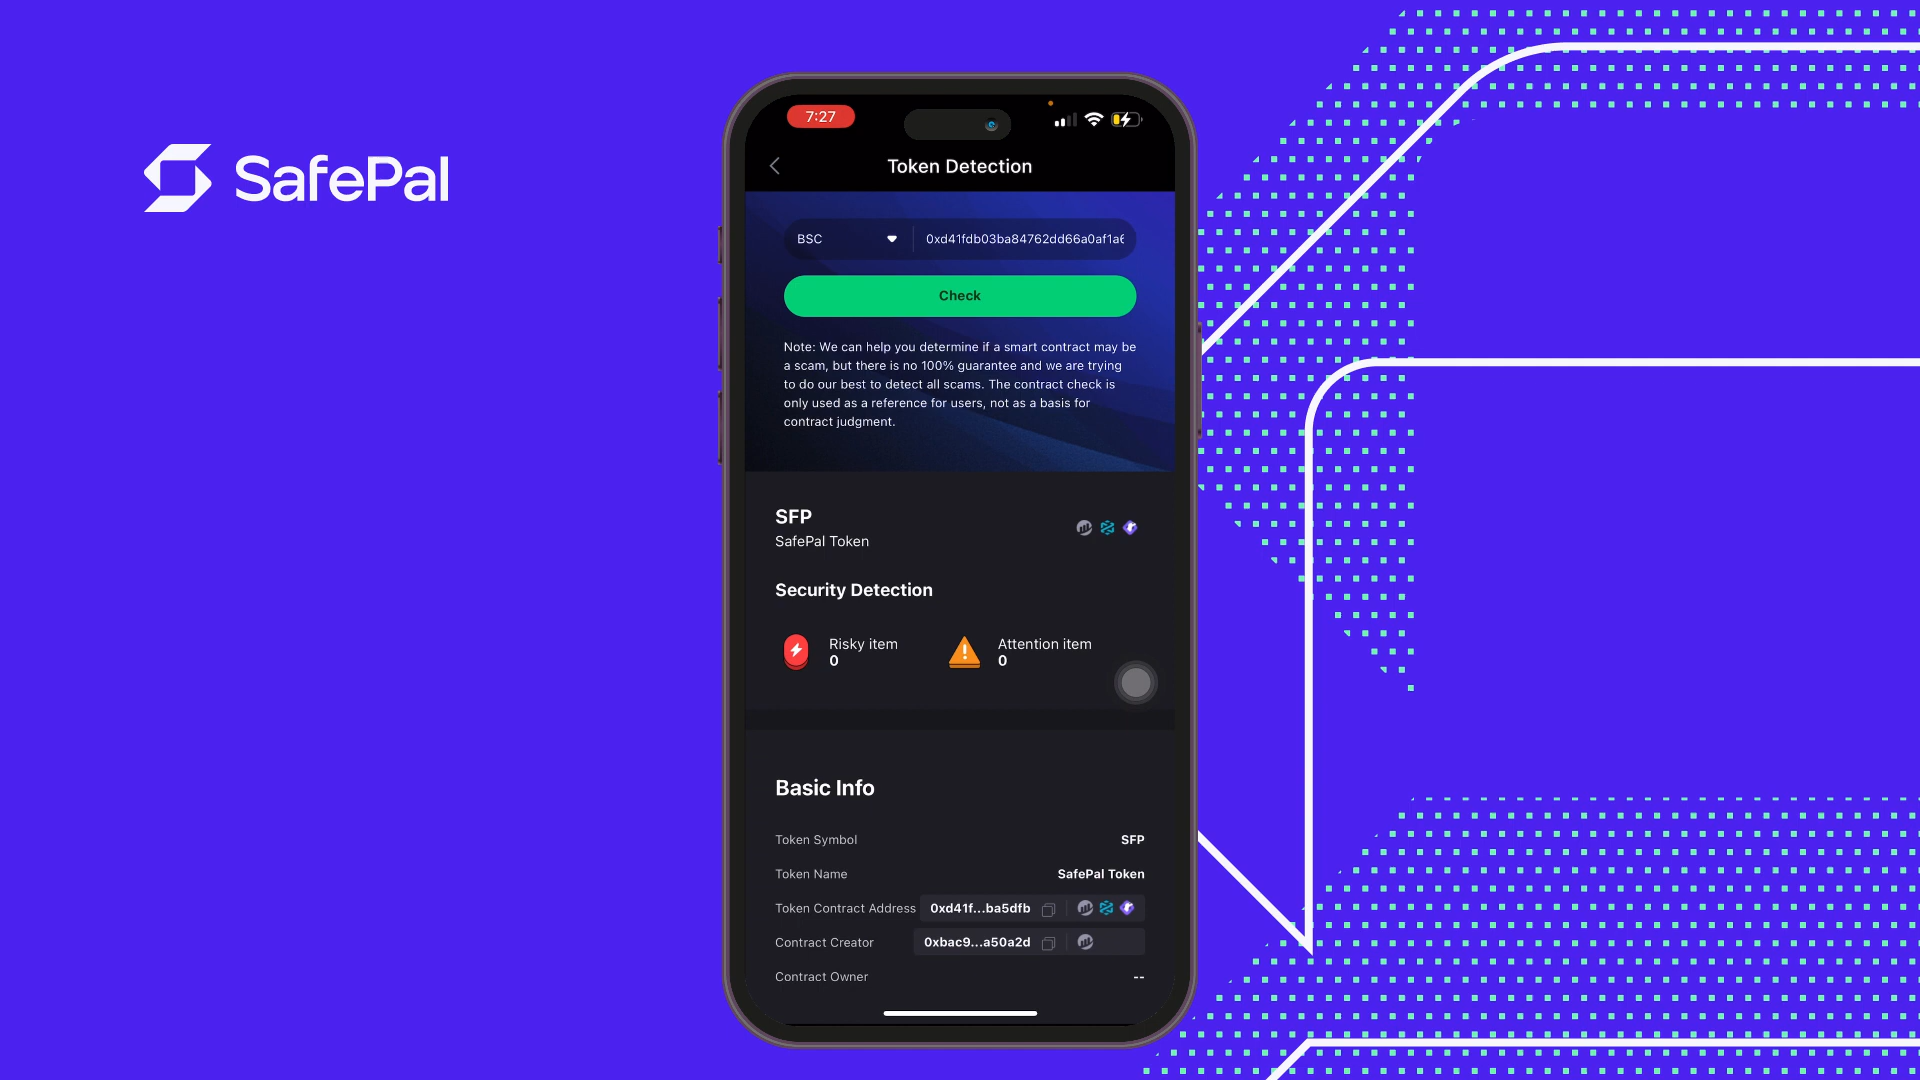 SafePal
7:27
Token Detection
BSC
0xd41fdb03ba84762dd66a0af1a6
Check
Note: We can help you determine if a smart contract may be
a scam, but there is no 100% guarantee and we are trying
to do our best to detect all scams. The contract check is
only used as a reference for users, not as a basis for
contract judgment.
SFP
SafePal Token
Security Detection
Risky item
0
Attention item
0
Basic Info
Token Symbol SFP
Token Name SafePal Token
Token Contract Address 0xd41f...ba5dfb
Contract Creator 0xbac9...a50a2d
Contract Owner --